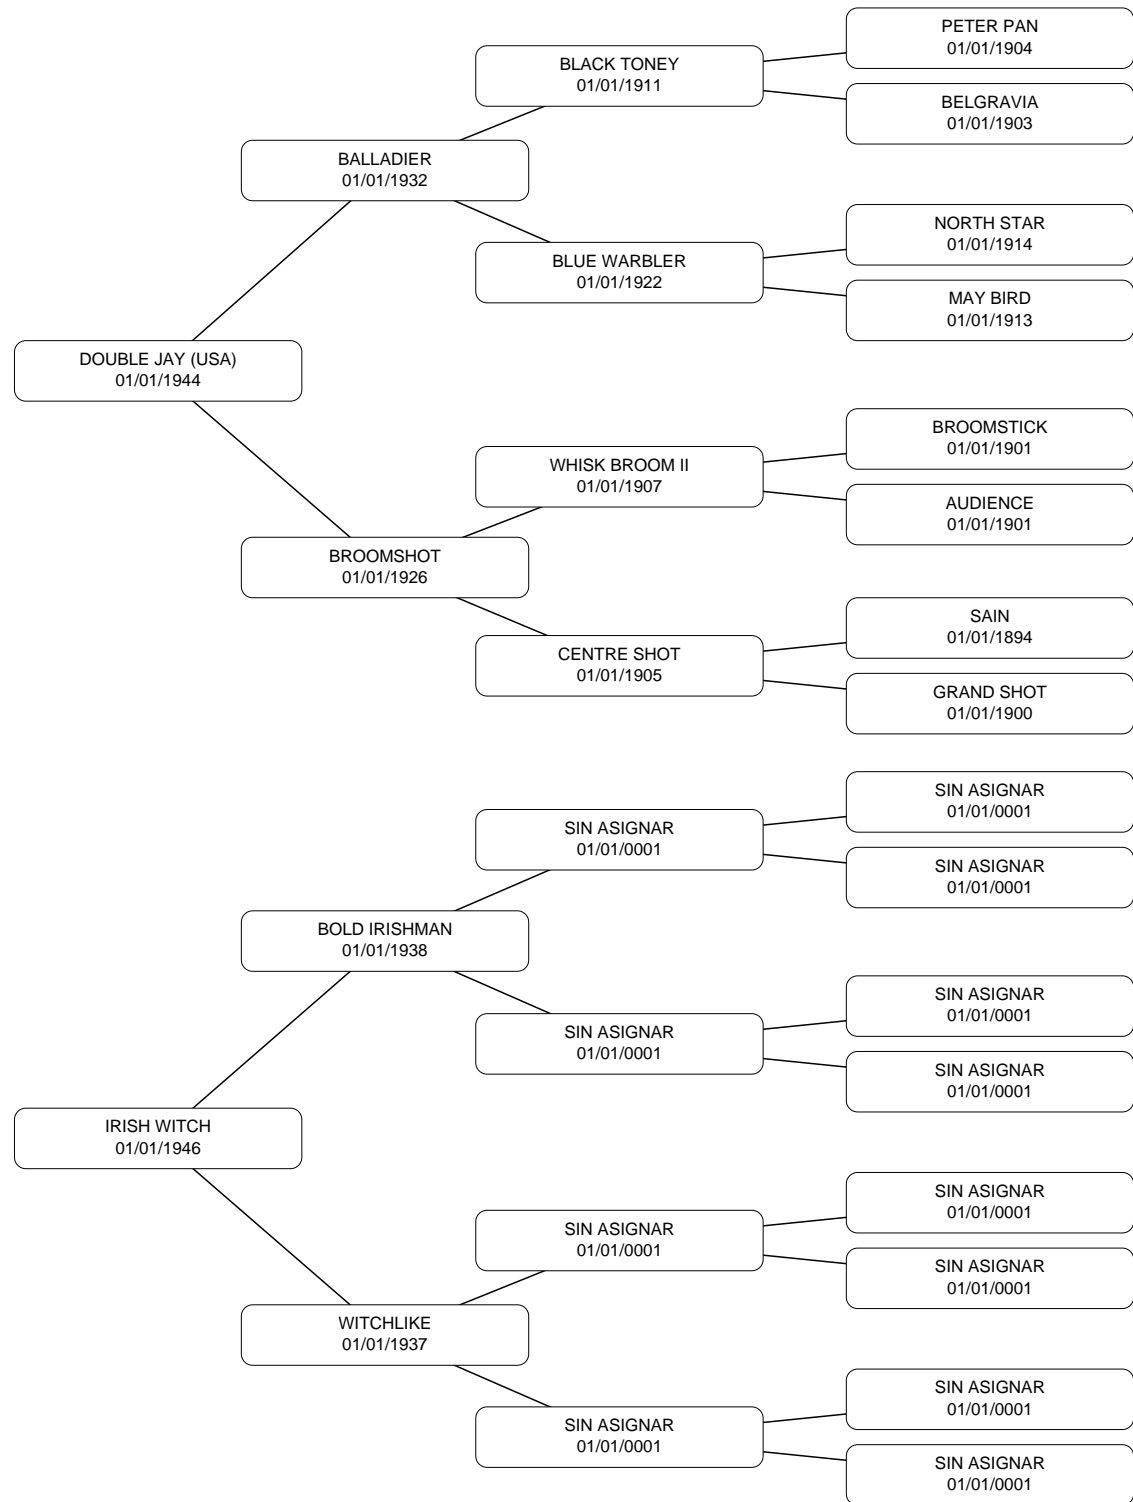 PETER PAN
01/01/1904
BLACK TONEY
01/01/1911
BELGRAVIA
01/01/1903
BALLADIER
01/01/1932
NORTH STAR
01/01/1914
BLUE WARBLER
01/01/1922
MAY BIRD
01/01/1913
DOUBLE JAY (USA)
01/01/1944
BROOMSTICK
01/01/1901
WHISK BROOM II
01/01/1907
AUDIENCE
01/01/1901
BROOMSHOT
01/01/1926
SAIN
01/01/1894
CENTRE SHOT
01/01/1905
GRAND SHOT
01/01/1900
SIN ASIGNAR
01/01/0001
SIN ASIGNAR
01/01/0001
SIN ASIGNAR
01/01/0001
BOLD IRISHMAN
01/01/1938
SIN ASIGNAR
01/01/0001
SIN ASIGNAR
01/01/0001
SIN ASIGNAR
01/01/0001
IRISH WITCH
01/01/1946
SIN ASIGNAR
01/01/0001
SIN ASIGNAR
01/01/0001
SIN ASIGNAR
01/01/0001
WITCHLIKE
01/01/1937
SIN ASIGNAR
01/01/0001
SIN ASIGNAR
01/01/0001
SIN ASIGNAR
01/01/0001